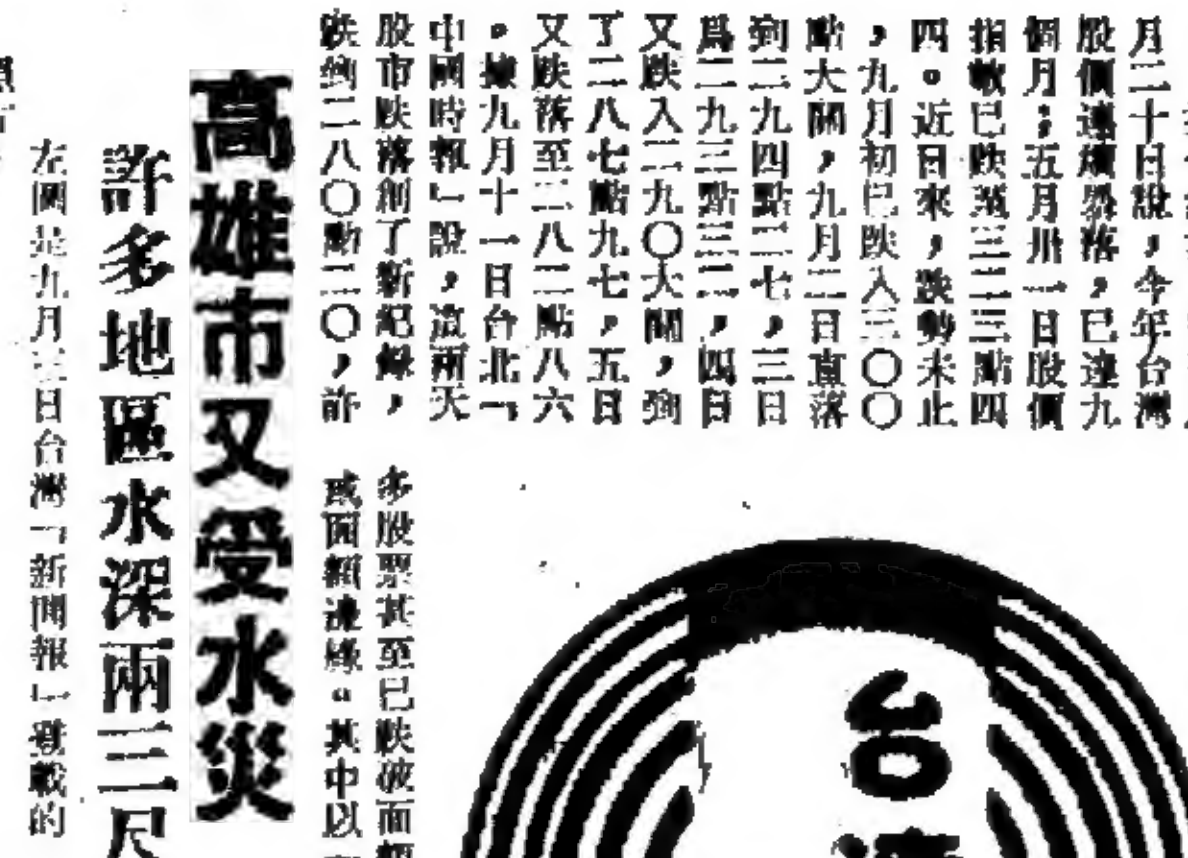 月二十日說，今年台灣
股價連續暴落，已達九
個月；五月卅一日股價
指數已跌至三二三點四
四。近日來，跌勢未止
，九月初已跌入三〇〇
點大關，九月二日直落
到二九四點二七，三日
爲二九三點三二，四日
又跌入二九〇大關，到
了二八七點九七，五日
又跌落至二八二點八六
。據九月十一日台北「
中國時報」說，這兩天
股市跌落創了新紀錄，
跌到二八〇點二〇，許
多股票甚至已跌破面額
或面額邊緣。其中以
台灣
高雄市又受水災
許多地區水深兩三尺
左圖是九月三日台灣「新聞報」登載的